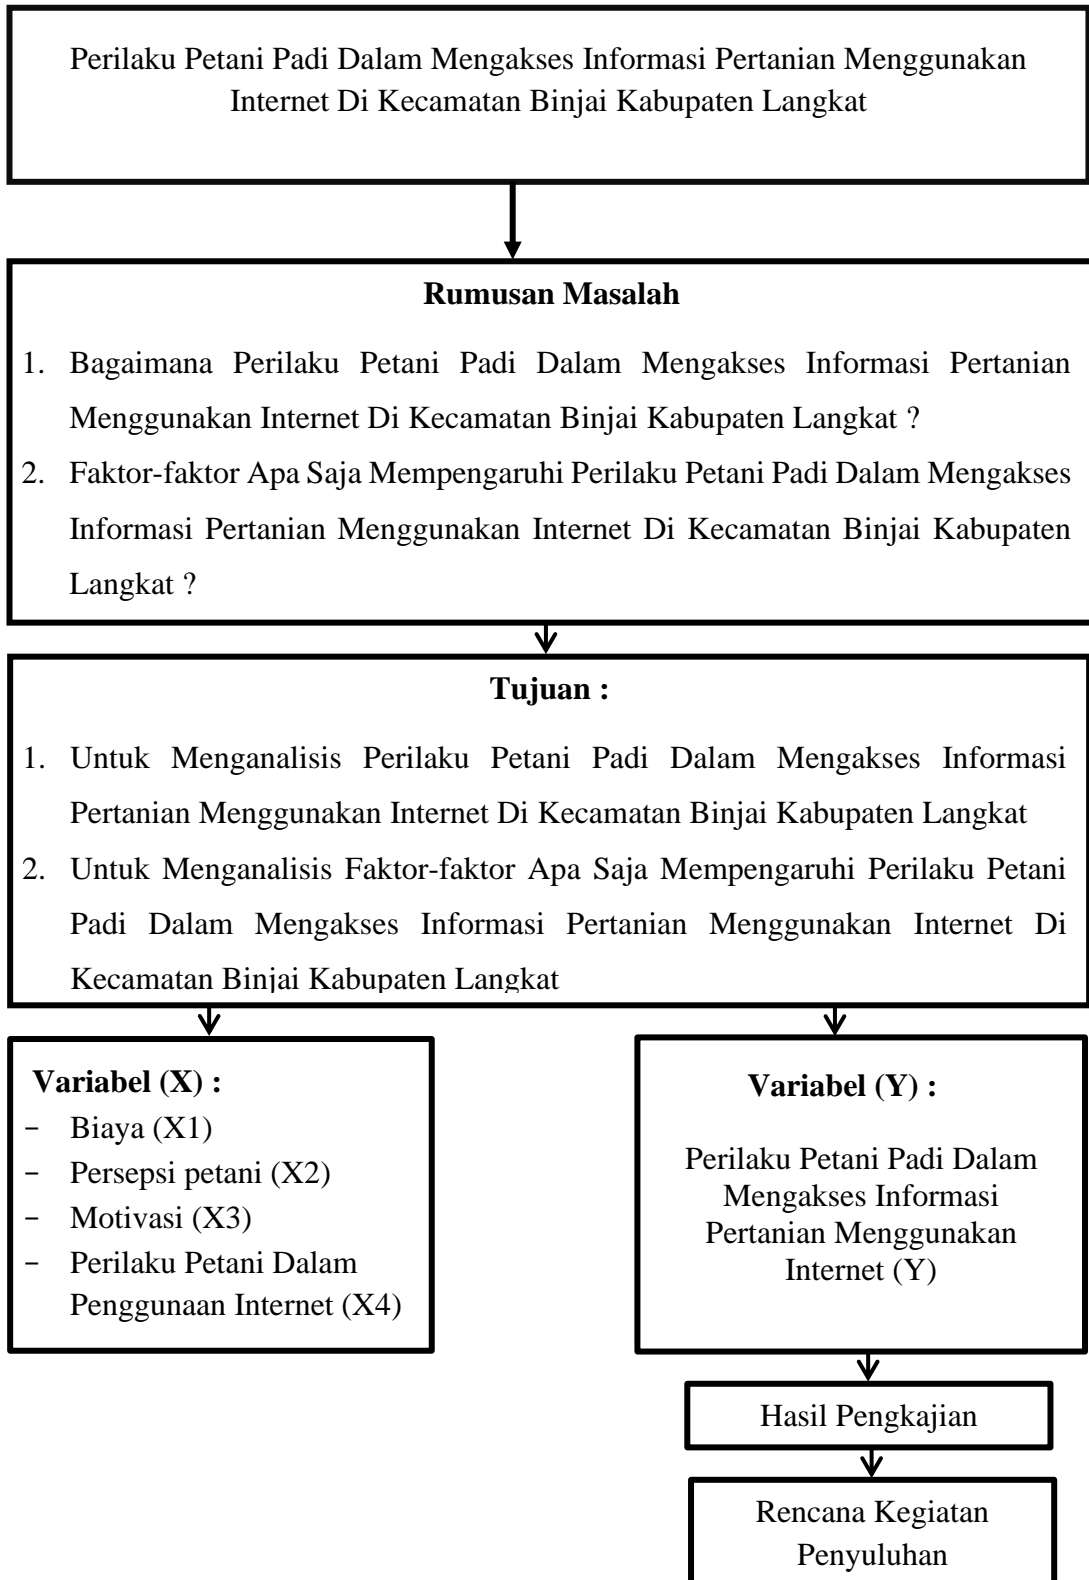 Perilaku Petani Padi Dalam Mengakses Informasi Pertanian Menggunakan
Internet Di Kecamatan Binjai Kabupaten Langkat
Rumusan Masalah
1. Bagaimana Perilaku Petani Padi Dalam Mengakses Informasi Pertanian
Menggunakan Internet Di Kecamatan Binjai Kabupaten Langkat ?
2. Faktor-faktor Apa Saja Mempengaruhi Perilaku Petani Padi Dalam Mengakses
Informasi Pertanian Menggunakan Internet Di Kecamatan Binjai Kabupaten
Langkat ?
Tujuan :
1. Untuk Menganalisis Perilaku Petani Padi Dalam Mengakses Informasi
Pertanian Menggunakan Internet Di Kecamatan Binjai Kabupaten Langkat
2. Untuk Menganalisis Faktor-faktor Apa Saja Mempengaruhi Perilaku Petani
Padi Dalam Mengakses Informasi Pertanian Menggunakan Internet Di
Kecamatan Binjai Kabupaten Langkat
Variabel (X) :
- Biaya (X1)
- Persepsi petani (X2)
- Motivasi (X3)
- Perilaku Petani Dalam
Penggunaan Internet (X4)
Variabel (Y) :
Perilaku Petani Padi Dalam
Mengakses Informasi
Pertanian Menggunakan
Internet (Y)
Hasil Pengkajian
Rencana Kegiatan
Penyuluhan